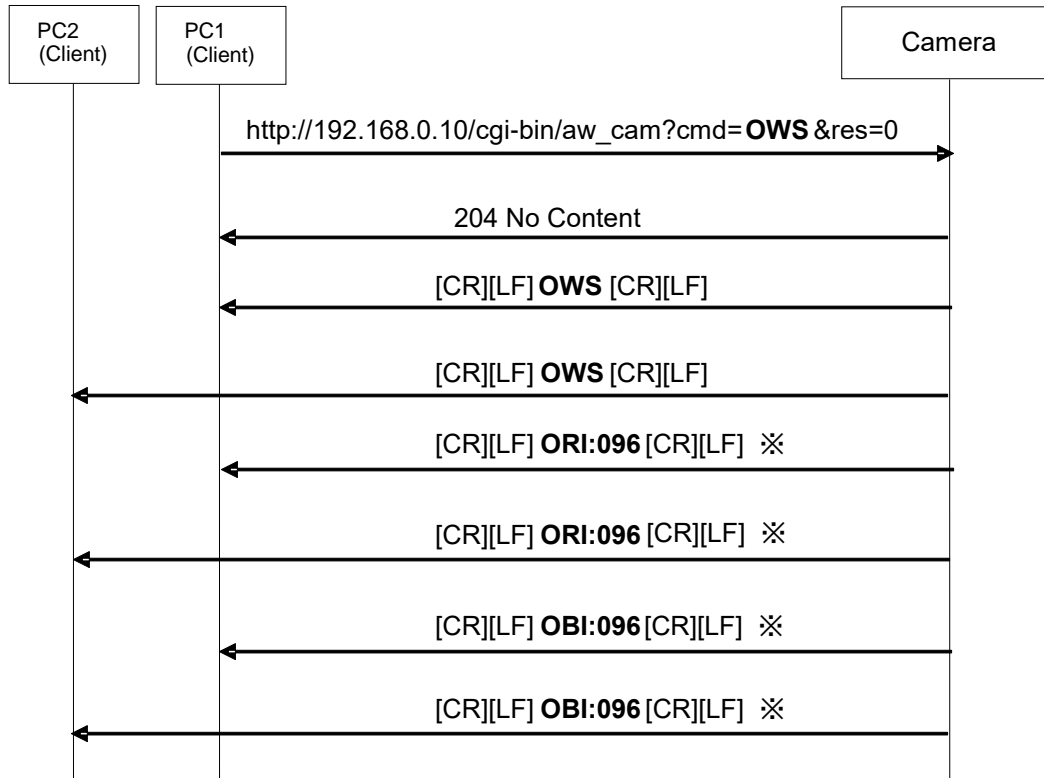 PC2
(Client)
PC1
(Client)
Camera
http://192.168.0.10/cgi-bin/aw_cam?cmd=OWS&res=0
204 No Content
[CR][LF] OWS [CR][LF]
[CR][LF] OWS [CR][LF]
[CR][LF] ORI:096 [CR][LF] ※
[CR][LF] ORI:096 [CR][LF] ※
[CR][LF] OBI:096 [CR][LF] ※
[CR][LF] OBI:096 [CR][LF] ※